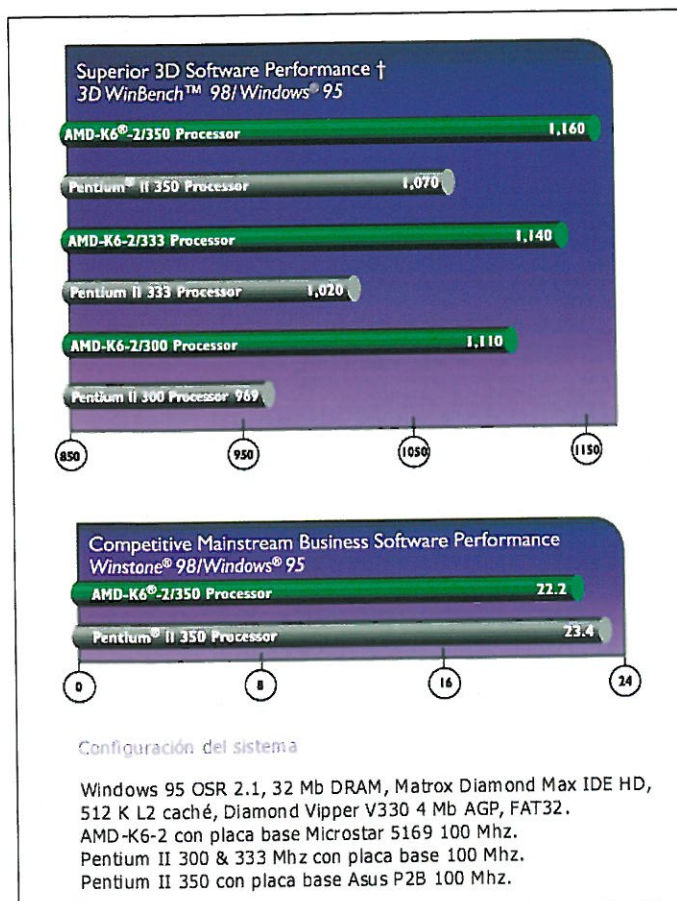 Superior 3D Software Performance †
3D WinBench™ 98/Windows® 95
AMD-K6®-2/350 Processor 1,160
Pentium® II 350 Processor 1,070
AMD-K6-2/333 Processor 1,140
Pentium II 333 Processor 1,020
AMD-K6-2/300 Processor 1,110
Pentium II 300 Processor 969
850 950 1050 1150
Competitive Mainstream Business Software Performance
Winstone® 98/Windows® 95
AMD-K6®-2/350 Processor 22.2
Pentium® II 350 Processor 23.4
0 8 16 24
Configuración del sistema
Windows 95 OSR 2.1, 32 Mb DRAM, Matrox Diamond Max IDE HD,
512 K L2 caché, Diamond Vipper V330 4 Mb AGP, FAT32.
AMD-K6-2 con placa base Microstar 5169 100 Mhz.
Pentium II 300 & 333 Mhz con placa base 100 Mhz.
Pentium II 350 con placa base Asus P2B 100 Mhz.